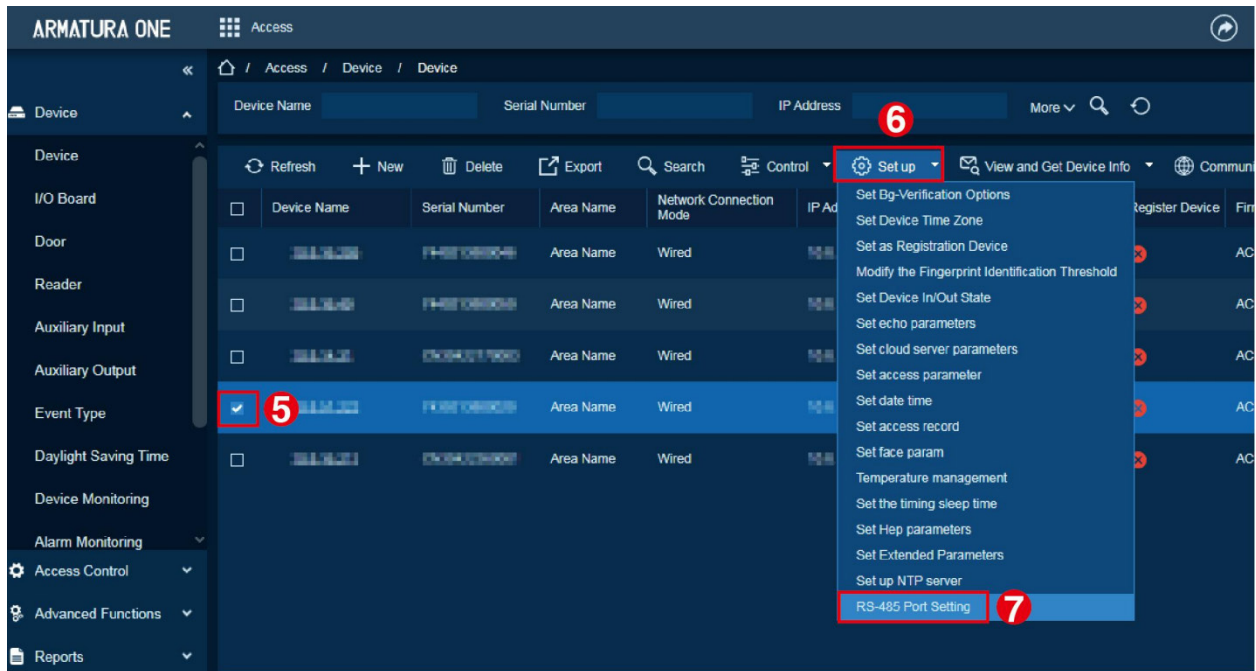 ARMATURA ONE
Access
/ Access / Device / Device
Device Name Serial Number IP Address More
6
Refresh New Delete Export Search Control Set up View and Get Device Info Communi
Device Name Serial Number Area Name Network Connection Mode IP Ad Register Device Firm
Area Name Wired AC
Area Name Wired AC
Area Name Wired AC
5 Area Name Wired AC
Area Name Wired AC
Set Bg-Verification Options
Set Device Time Zone
Set as Registration Device
Modify the Fingerprint Identification Threshold
Set Device In/Out State
Set echo parameters
Set cloud server parameters
Set access parameter
Set date time
Set access record
Set face param
Temperature management
Set the timing sleep time
Set Hep parameters
Set Extended Parameters
Set up NTP server
RS-485 Port Setting 7
Device
Device
I/O Board
Door
Reader
Auxiliary Input
Auxiliary Output
Event Type
Daylight Saving Time
Device Monitoring
Alarm Monitoring
Access Control
Advanced Functions
Reports